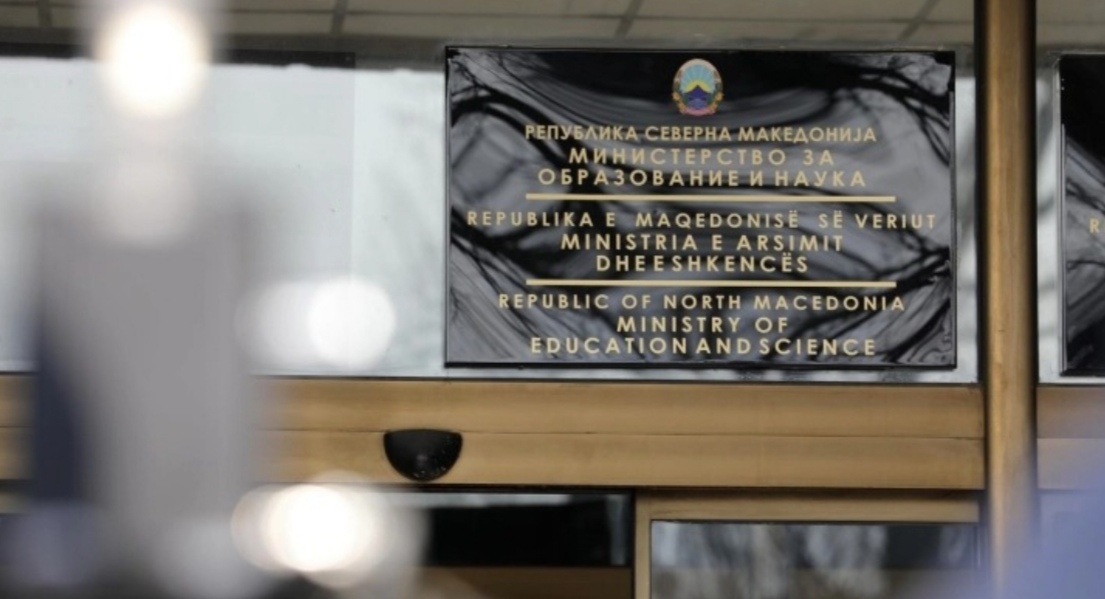 РЕПУБЛИКА СЕВЕРНА МАКЕДОНИЈА
МИНИСТЕРСТВО ЗА
ОБРАЗОВАНИЕ И НАУКА
REPUBLIKA E MAQEDONISË SË VERIUT
MINISTRIA E ARSIMIT
DHE E SHKENCËS
REPUBLIC OF NORTH MACEDONIA
MINISTRY OF
EDUCATION AND SCIENCE